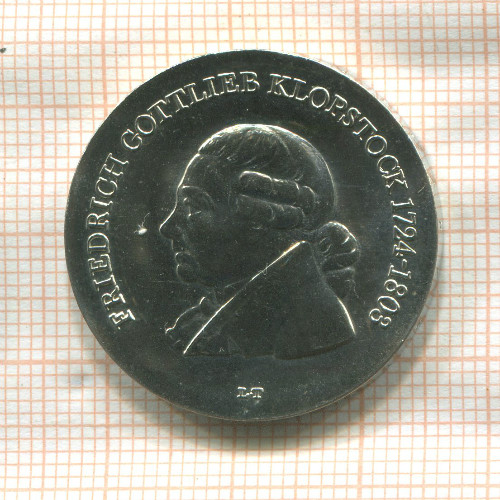 FRIEDRICH GOTTLIEB KLOPSTOCK 1724-1803
L·T